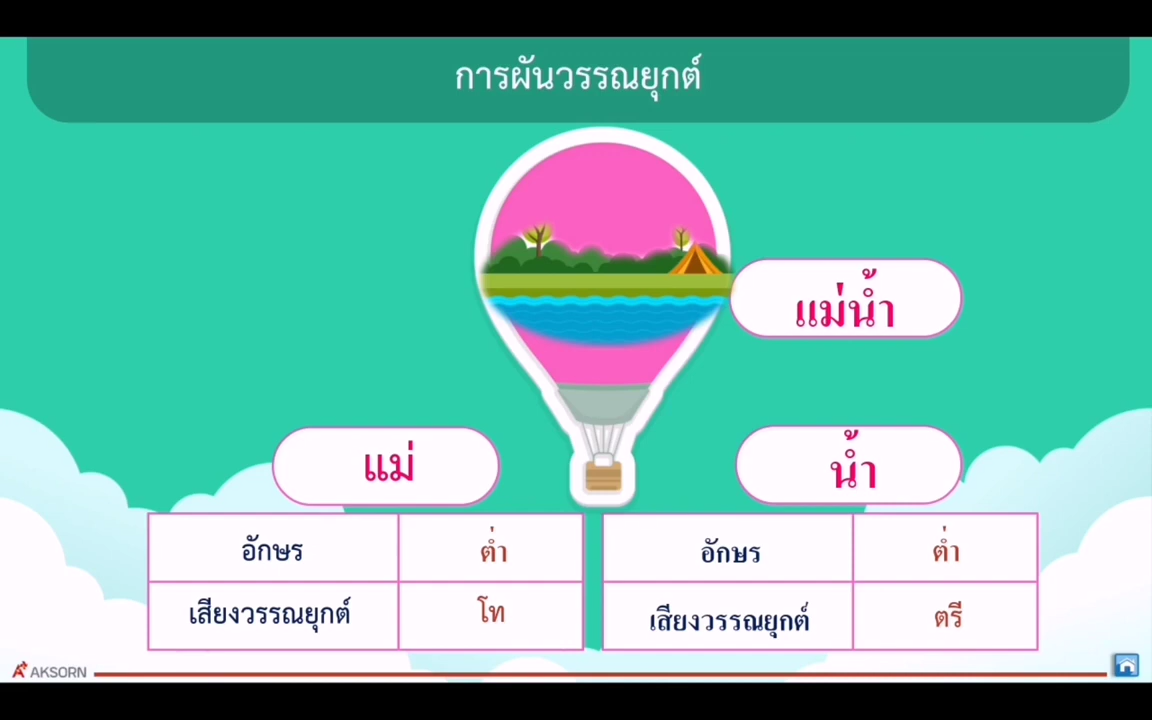 การผันวรรณยุกต์
แม่น้ำ
แม่
น้ำ
อักษร ต่ำ
เสียงวรรณยุกต์ โท
อักษร ต่ำ
เสียงวรรณยุกต์ ตรี
AKSORN